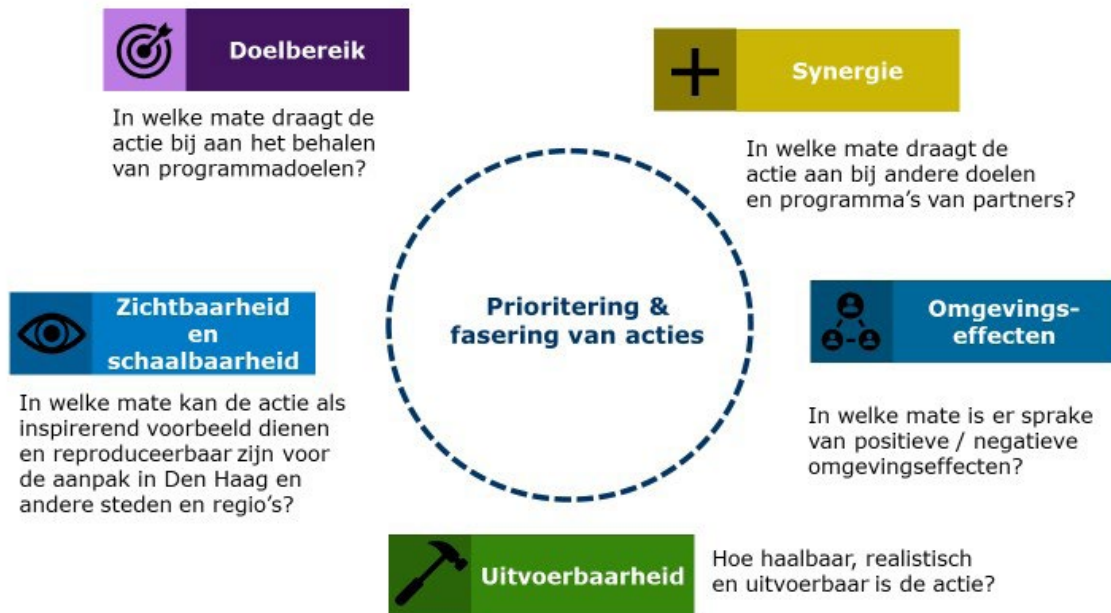 Doelbereik
In welke mate draagt de
actie bij aan het behalen
van programmadoelen?
Synergie
In welke mate draagt de
actie aan bij andere doelen
en programma's van partners?
Zichtbaarheid
en
schaalbaarheid
In welke mate kan de actie als
inspirerend voorbeeld dienen
en reproduceerbaar zijn voor
de aanpak in Den Haag en
andere steden en regio's?
Prioritering &
fasering van acties
Omgevings-
effecten
In welke mate is er sprake
van positieve / negatieve
omgevingseffecten?
Uitvoerbaarheid
Hoe haalbaar, realistisch
en uitvoerbaar is de actie?